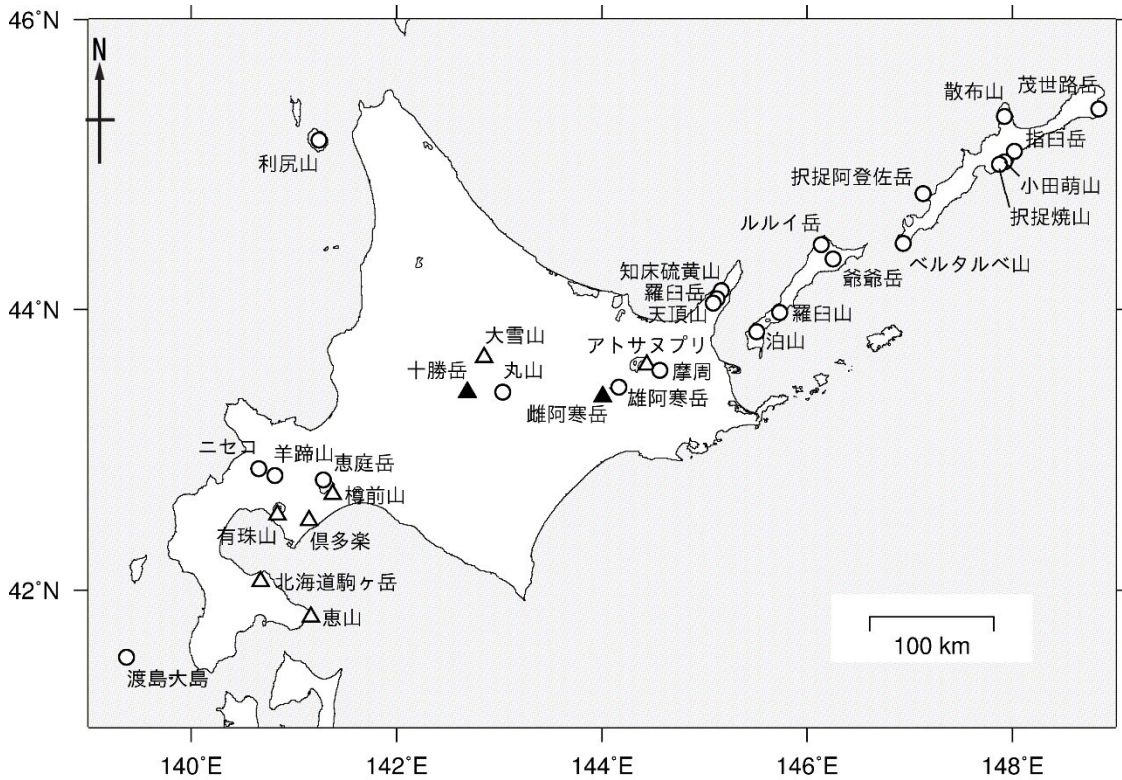 46˚N
N
散布山
茂世路岳
利尻山
指臼岳
択捉阿登佐岳
小田萌山
択捉焼山
ルルイ岳
ベルタルベ山
知床硫黄山
爺爺岳
羅臼岳
44˚N
天頂山
羅臼山
大雪山
アトサヌプリ
泊山
十勝岳
丸山
摩周
雌阿寒岳
雄阿寒岳
ニセコ
羊蹄山
恵庭岳
樽前山
有珠山
倶多楽
42˚N
北海道駒ヶ岳
恵山
100 km
渡島大島
140˚E
142˚E
144˚E
146˚E
148˚E